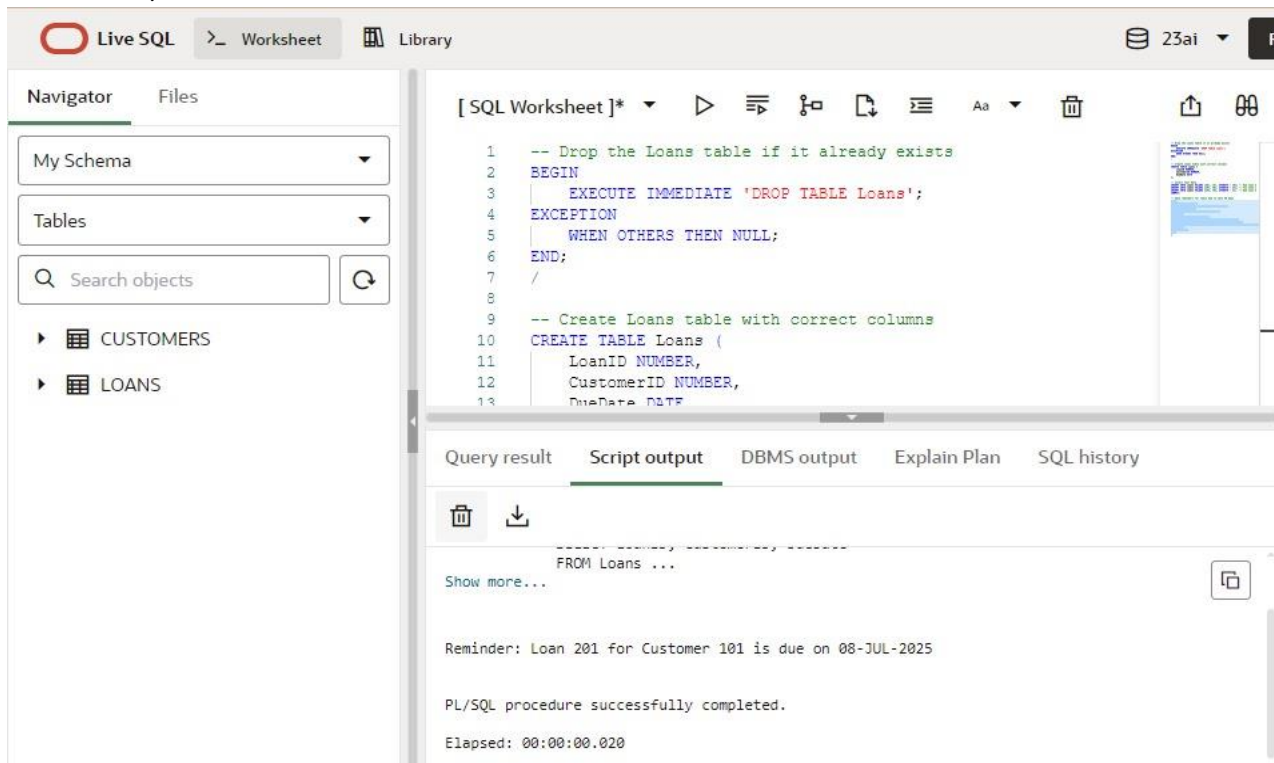 Live SQL
Worksheet
Library
23ai
Navigator
Files
My Schema
Tables
Search objects
CUSTOMERS
LOANS
[ SQL Worksheet ]*
Aa
1 -- Drop the Loans table if it already exists
2 BEGIN
3 EXECUTE IMMEDIATE 'DROP TABLE Loans';
4 EXCEPTION
5 WHEN OTHERS THEN NULL;
6 END;
7 /
8
9 -- Create Loans table with correct columns
10 CREATE TABLE Loans (
11 LoanID NUMBER,
12 CustomerID NUMBER,
13 DueDate DATE
Query result
Script output
DBMS output
Explain Plan
SQL history
FROM Loans ...
Show more...
Reminder: Loan 201 for Customer 101 is due on 08-JUL-2025
PL/SQL procedure successfully completed.
Elapsed: 00:00:00.020